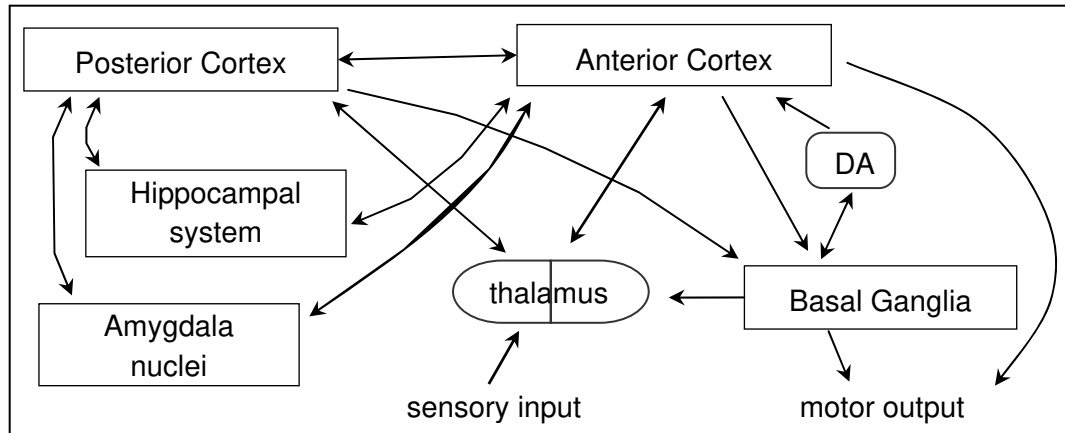 Posterior Cortex
Anterior Cortex
DA
Hippocampal
system
thalamus
Basal Ganglia
Amygdala
nuclei
sensory input
motor output